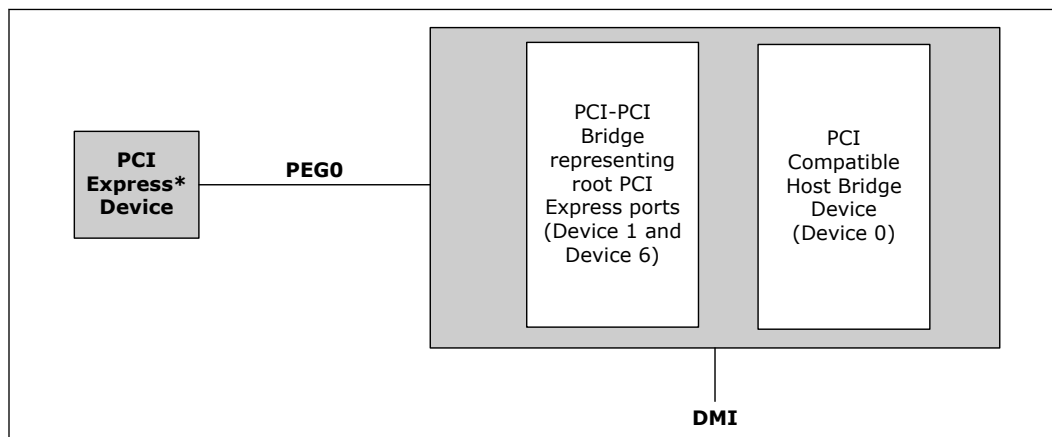 PCI
Express*
Device
PEG0
PCI-PCI
Bridge
representing
root PCI
Express ports
(Device 1 and
Device 6)
PCI
Compatible
Host Bridge
Device
(Device 0)
DMI